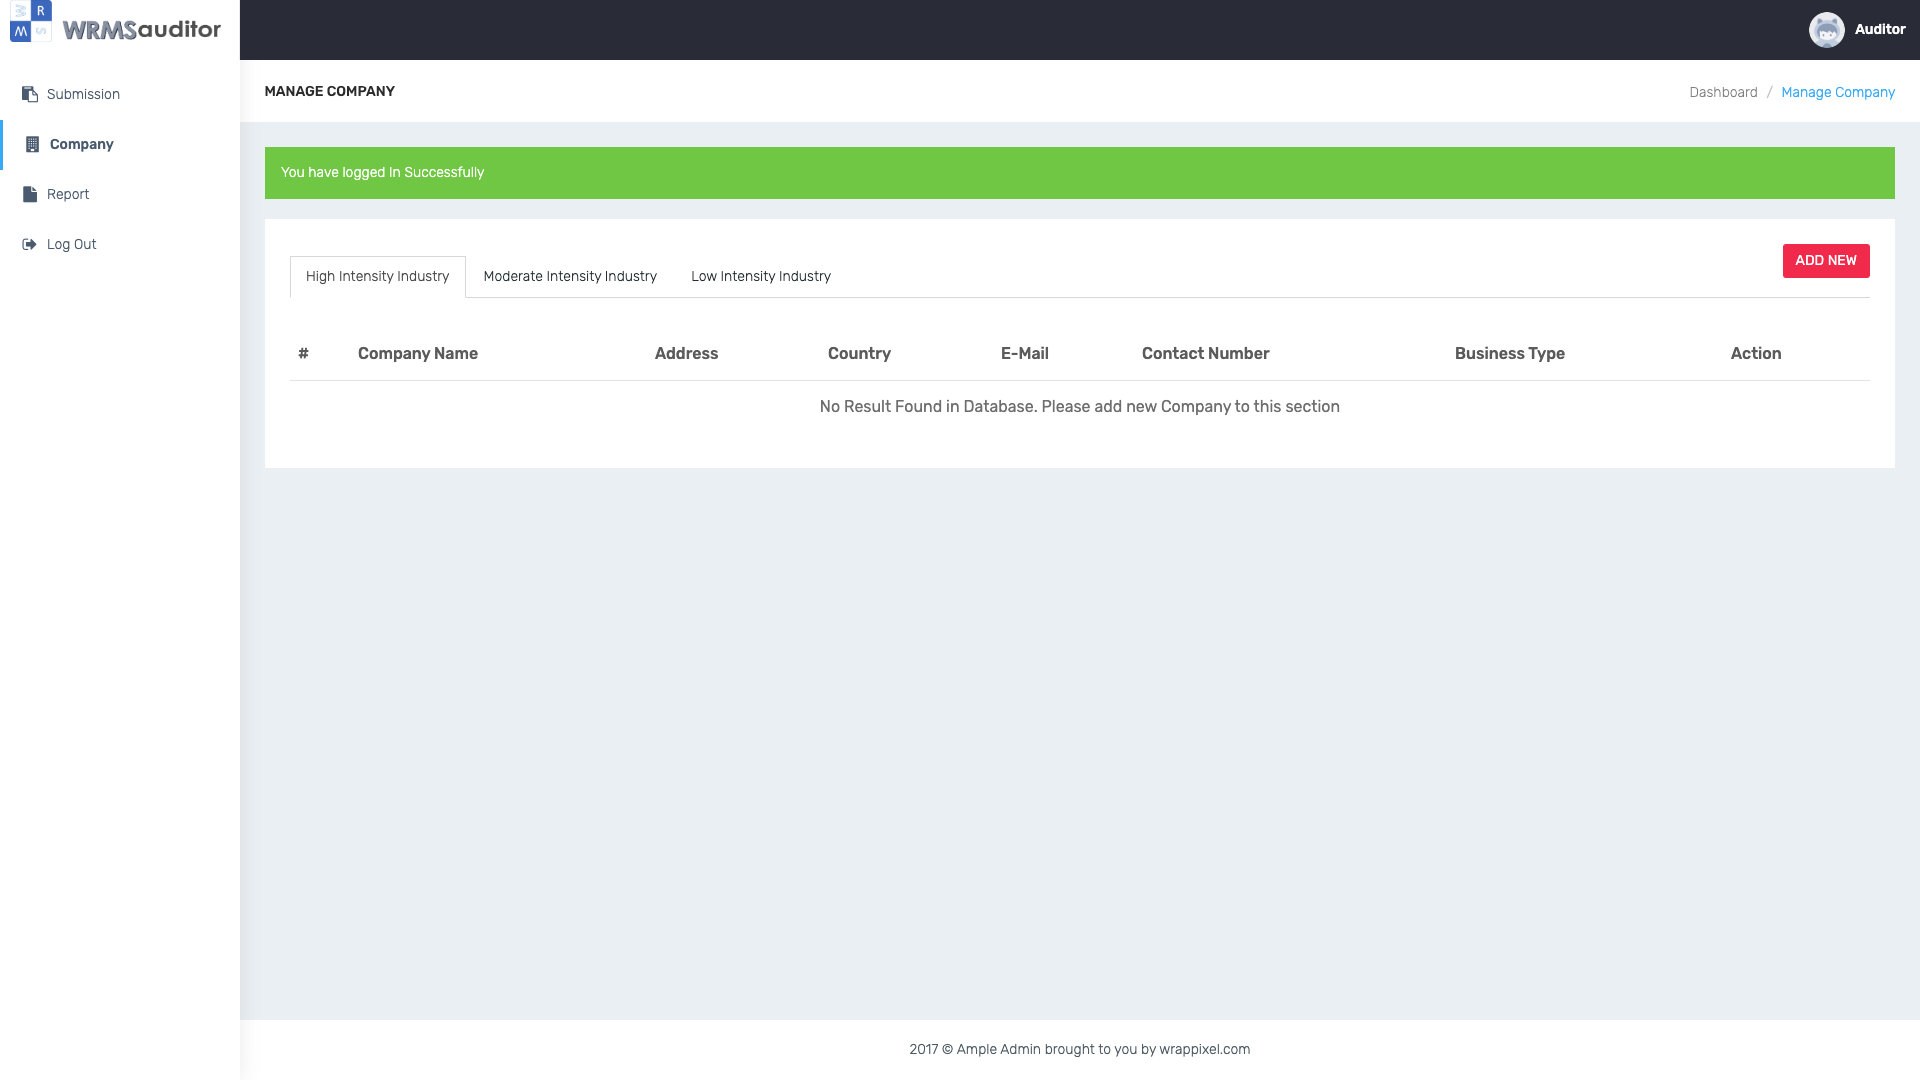 W R
M S
WRMSauditor
Auditor
Submission
Company
Report
Log Out
MANAGE COMPANY
Dashboard / Manage Company
You have logged In Successfully
ADD NEW
High Intensity Industry Moderate Intensity Industry Low Intensity Industry
# Company Name Address Country E-Mail Contact Number Business Type Action
No Result Found in Database. Please add new Company to this section
2017 © Ample Admin brought to you by wrappixel.com